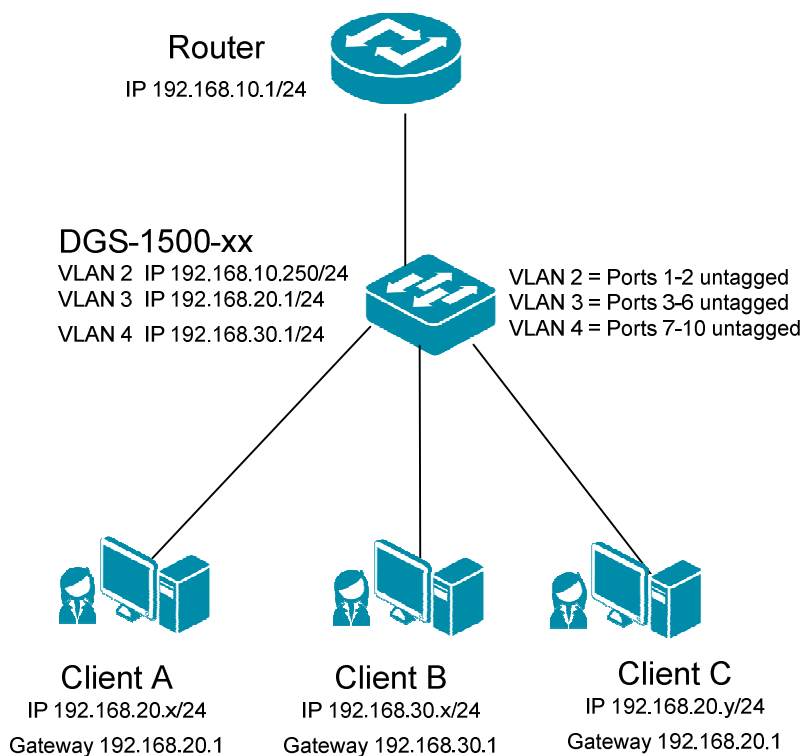 Router
IP 192.168.10.1/24
DGS-1500-xx
VLAN 2 IP 192.168.10.250/24
VLAN 3 IP 192.168.20.1/24
VLAN 4 IP 192.168.30.1/24
VLAN 2 = Ports 1-2 untagged
VLAN 3 = Ports 3-6 untagged
VLAN 4 = Ports 7-10 untagged
Client A
IP 192.168.20.x/24
Gateway 192.168.20.1
Client B
IP 192.168.30.x/24
Gateway 192.168.30.1
Client C
IP 192.168.20.y/24
Gateway 192.168.20.1